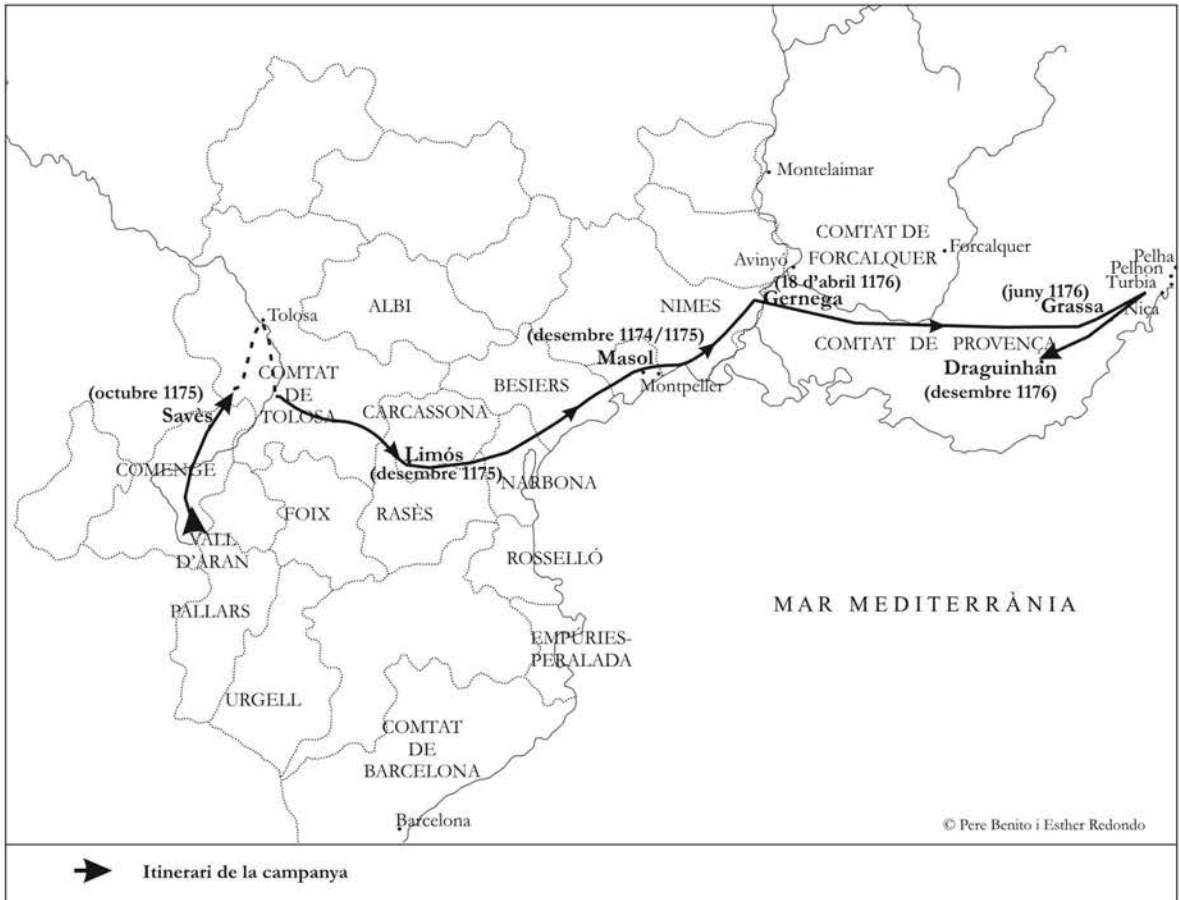 Montelaimar
COMTAT DE
FORCALQUER
Forcalquer
Avinyó
(18 d'abril 1176)
Gernega
Pelha
Pelhon
Turbia
Niça
(juny 1176)
Grassa
ALBI
NIMES
Tolosa
(desembre 1174/1175)
Masol
Montpeller
COMTAT DE PROVENÇA
Draguinhán
(desembre 1176)
COMTAT
DE
TOLOSA
BESIERS
(octubre 1175)
Savès
CARCASSONA
Limós
(desembre 1175)
COMENGE
NARBONA
FOIX
RASÈS
VALL
D'ARAN
ROSSELLÓ
PALLARS
MAR MEDITERRÀNIA
EMPÚRIES-
PERALADA
URGELL
COMTAT
DE
BARCELONA
Barcelona
© Pere Benito i Esther Redondo
Itinerari de la campanya